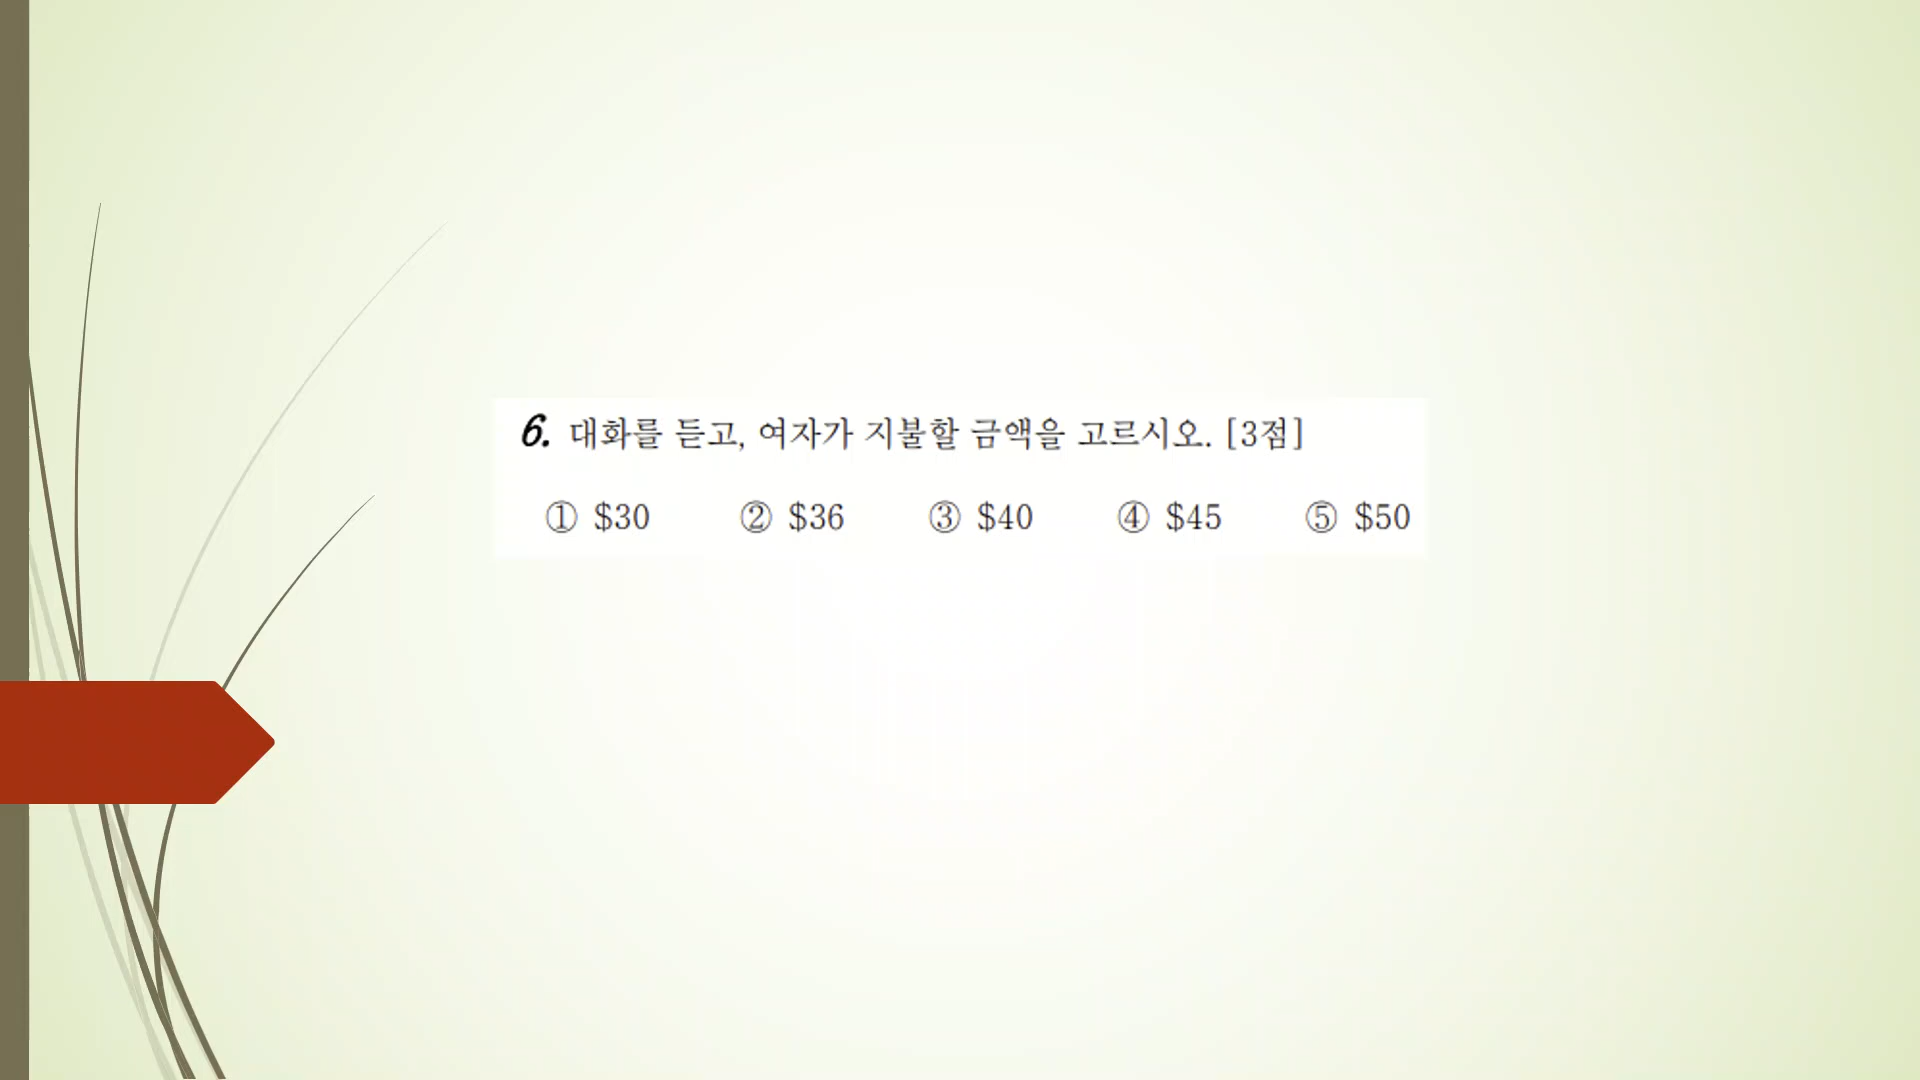 6. 대화를 듣고, 여자가 지불할 금액을 고르시오. [3점]
① $30 ② $36 ③ $40 ④ $45 ⑤ $50